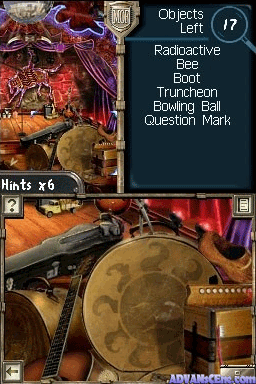 Objects
Left 17
Radioactive
Bee
Boot
Truncheon
Bowling Ball
Question Mark
Hints x6
?
ADVANsCENe.com